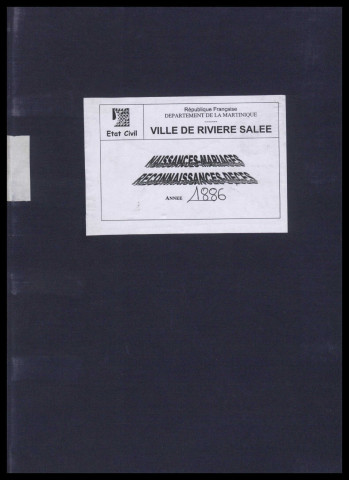 République Française
DEPARTEMENT DE LA MARTINIQUE
Etat Civil
VILLE DE RIVIERE SALEE
NAISSANCES-MARIAGES
RECONNAISSANCES-DECES
ANNEE 1886